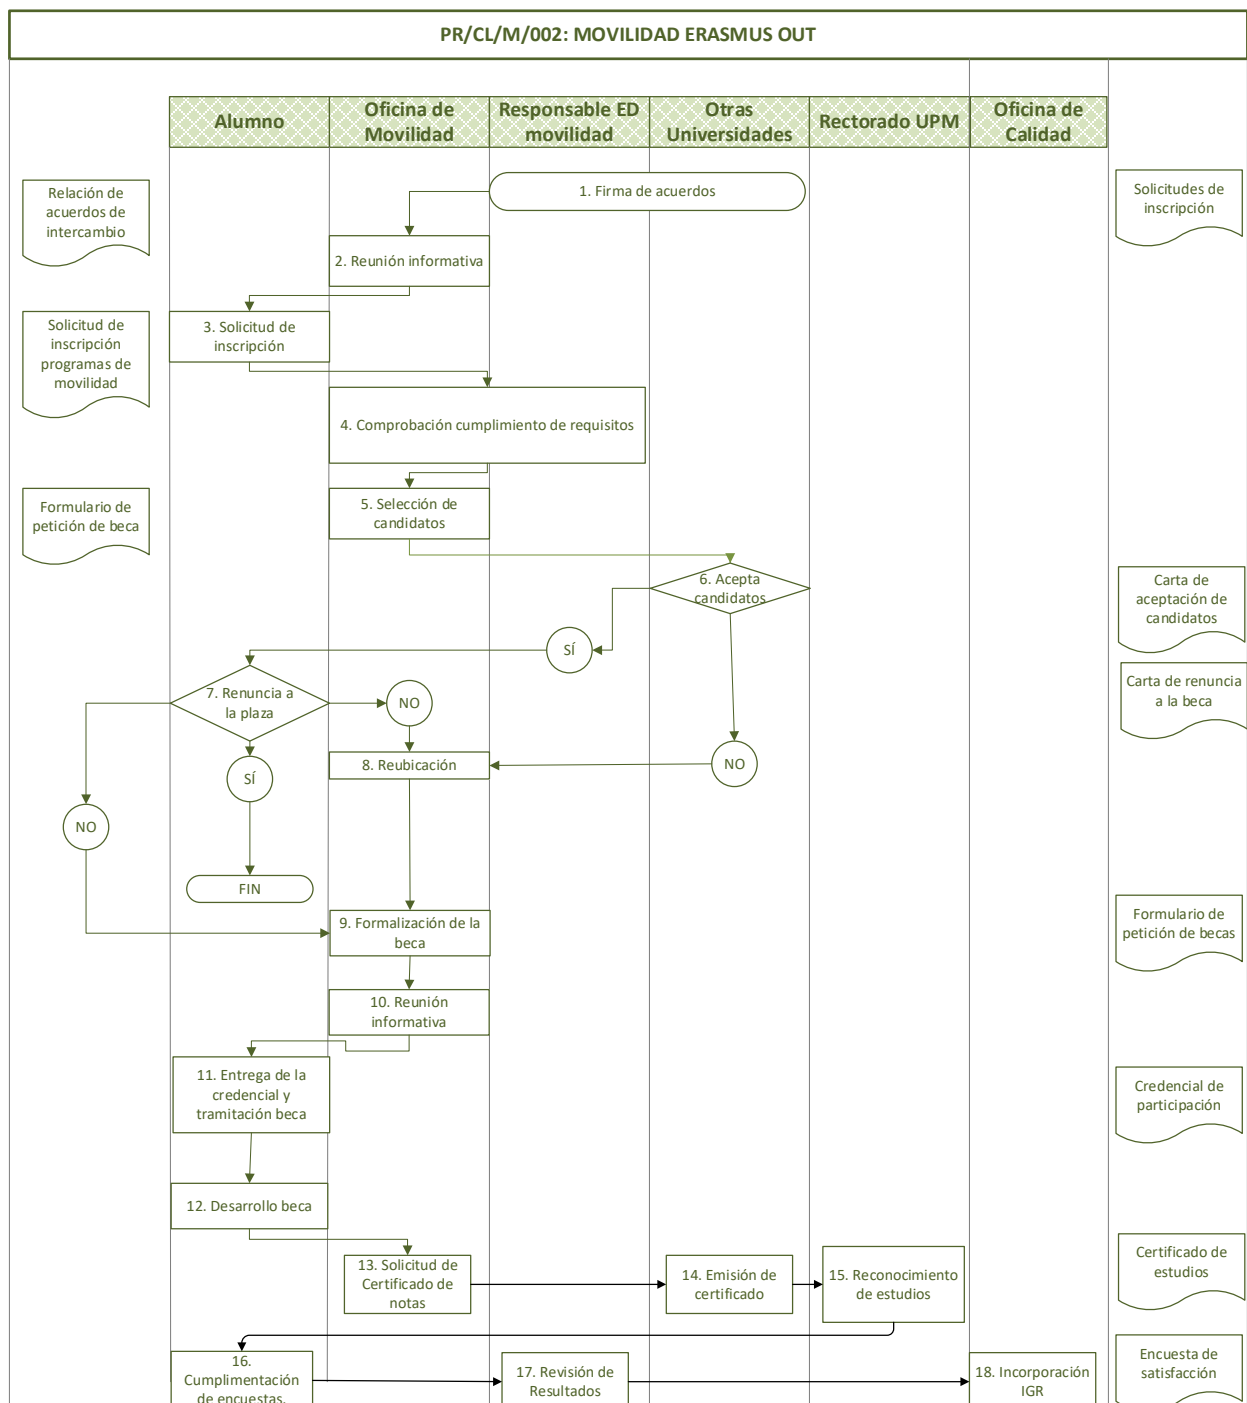 PR/CL/M/002: MOVILIDAD ERASMUS OUT
Alumno
Oficina de
Movilidad
Responsable ED
movilidad
Otras
Universidades
Rectorado UPM
Oficina de
Calidad
Relación de
acuerdos de
intercambio
1. Firma de acuerdos
Solicitudes de
inscripción
2. Reunión informativa
Solicitud de
inscripción
programas de
movilidad
3. Solicitud de
inscripción
4. Comprobación cumplimiento de requisitos
Formulario de
petición de beca
5. Selección de
candidatos
6. Acepta
candidatos
Carta de
aceptación de
candidatos
SÍ
7. Renuncia a
la plaza
NO
Carta de renuncia
a la beca
8. Reubicación
NO
SÍ
NO
FIN
9. Formalización de la
beca
Formulario de
petición de becas
10. Reunión
informativa
11. Entrega de la
credencial y
tramitación beca
Credencial de
participación
12. Desarrollo beca
13. Solicitud de
Certificado de
notas
14. Emisión de
certificado
15. Reconocimiento
de estudios
Certificado de
estudios
16.
Cumplimentación
de encuestas.
17. Revisión de
Resultados
18. Incorporación
IGR
Encuesta de
satisfacción